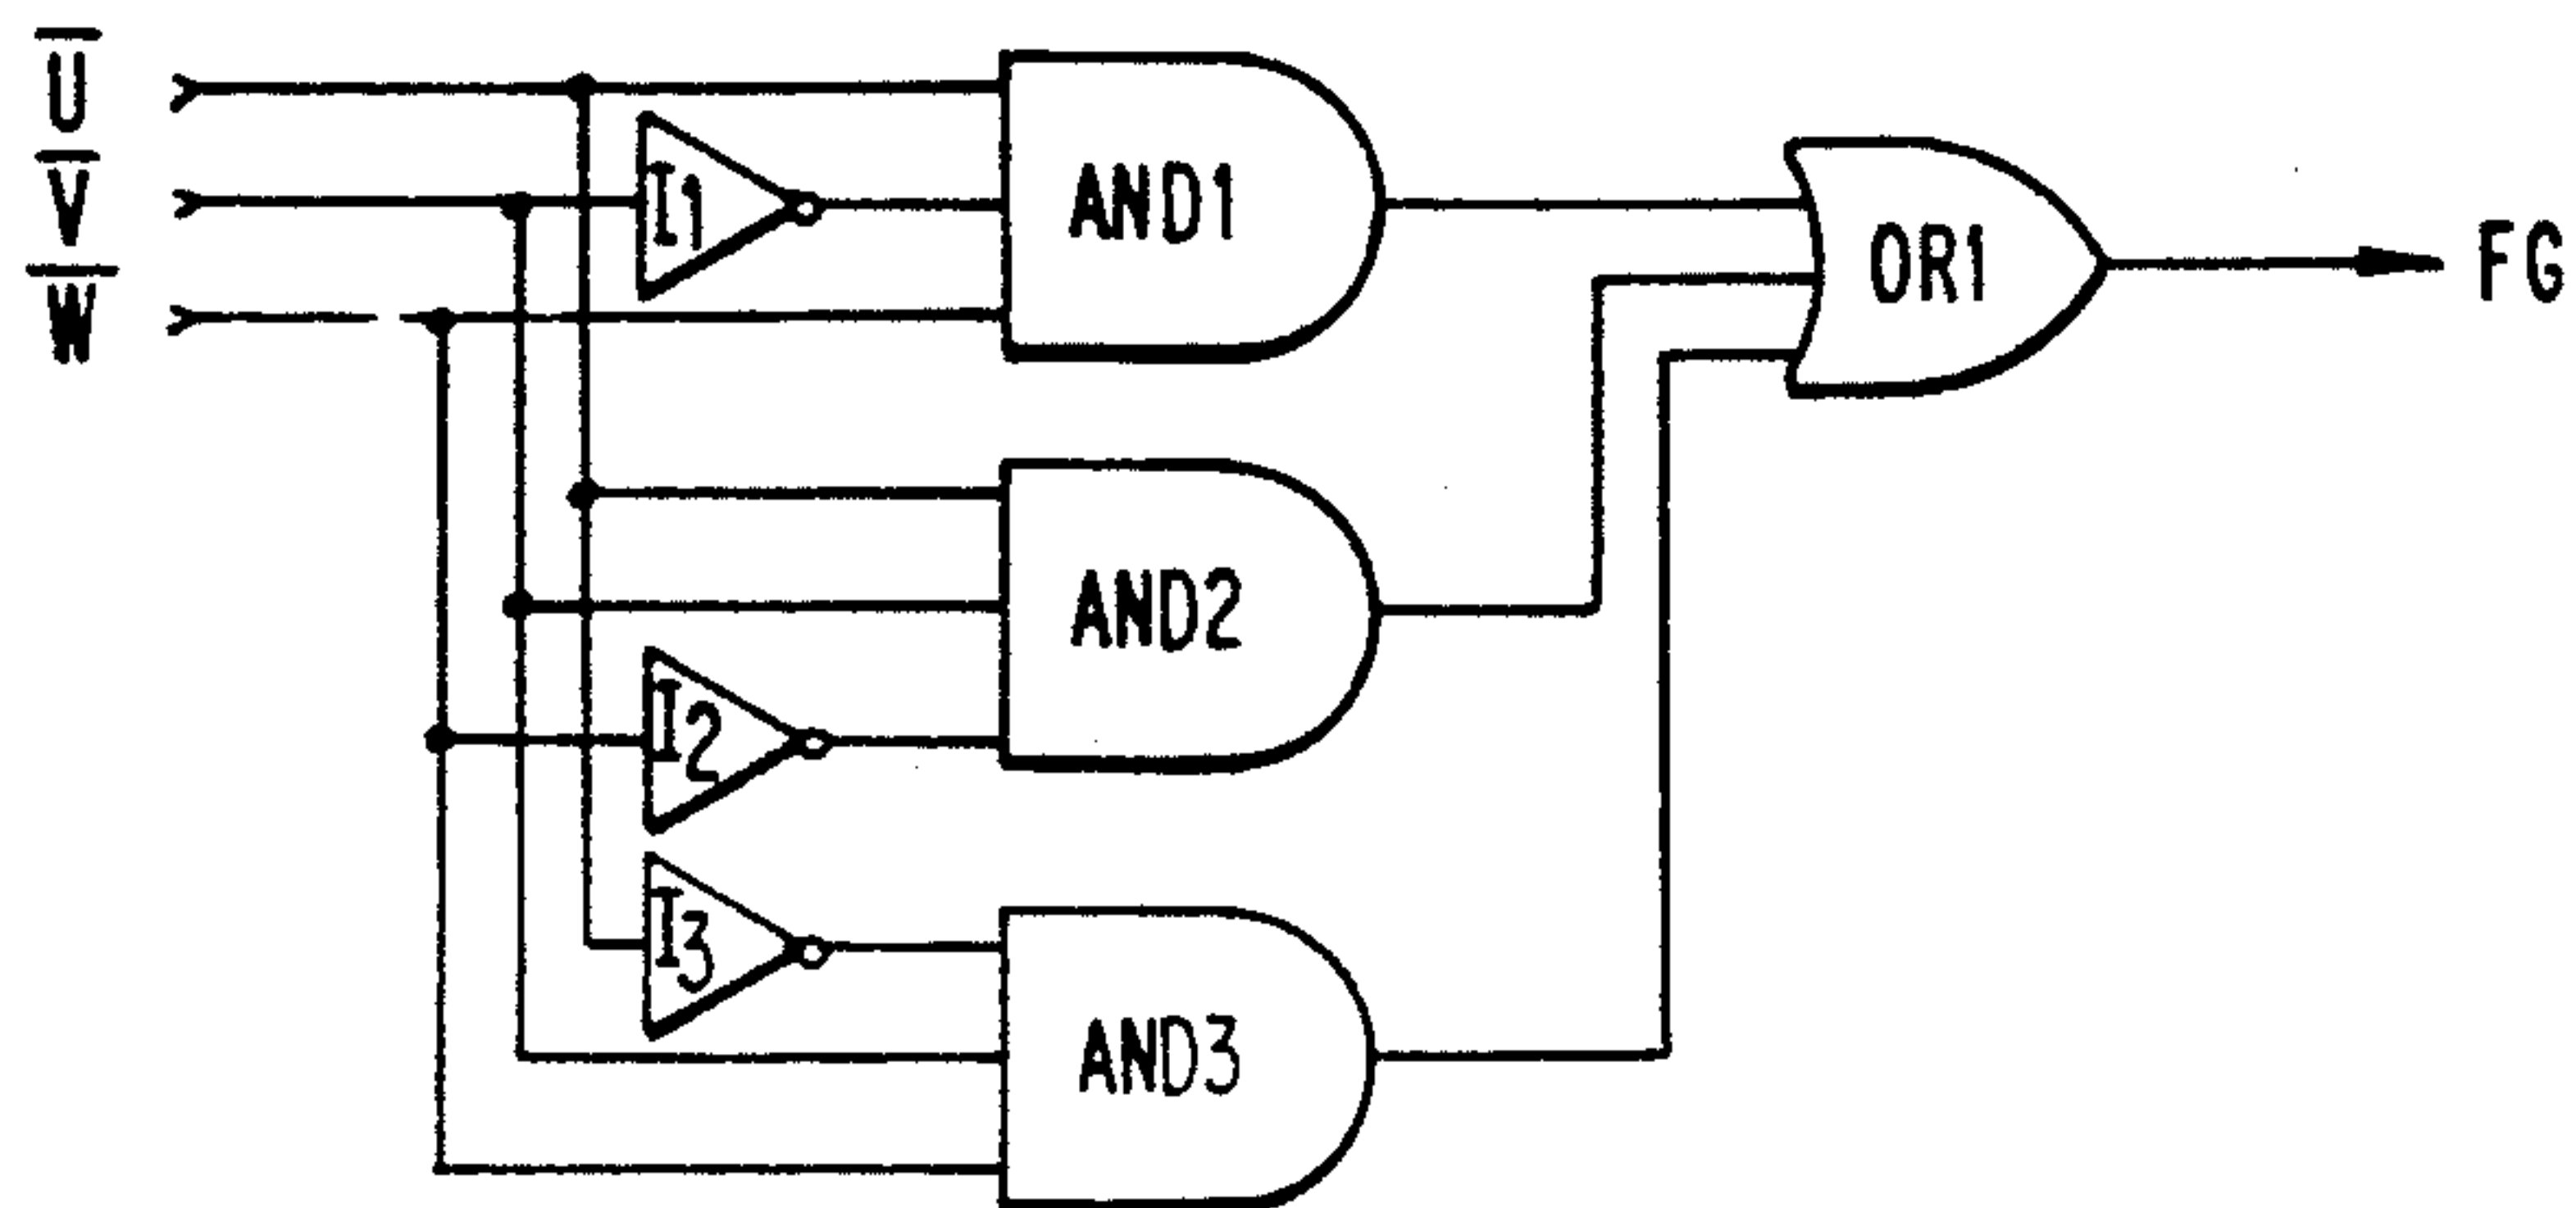 U̅
V̅
W̅
I1
AND1
OR1
FG
AND2
I2
I3
AND3